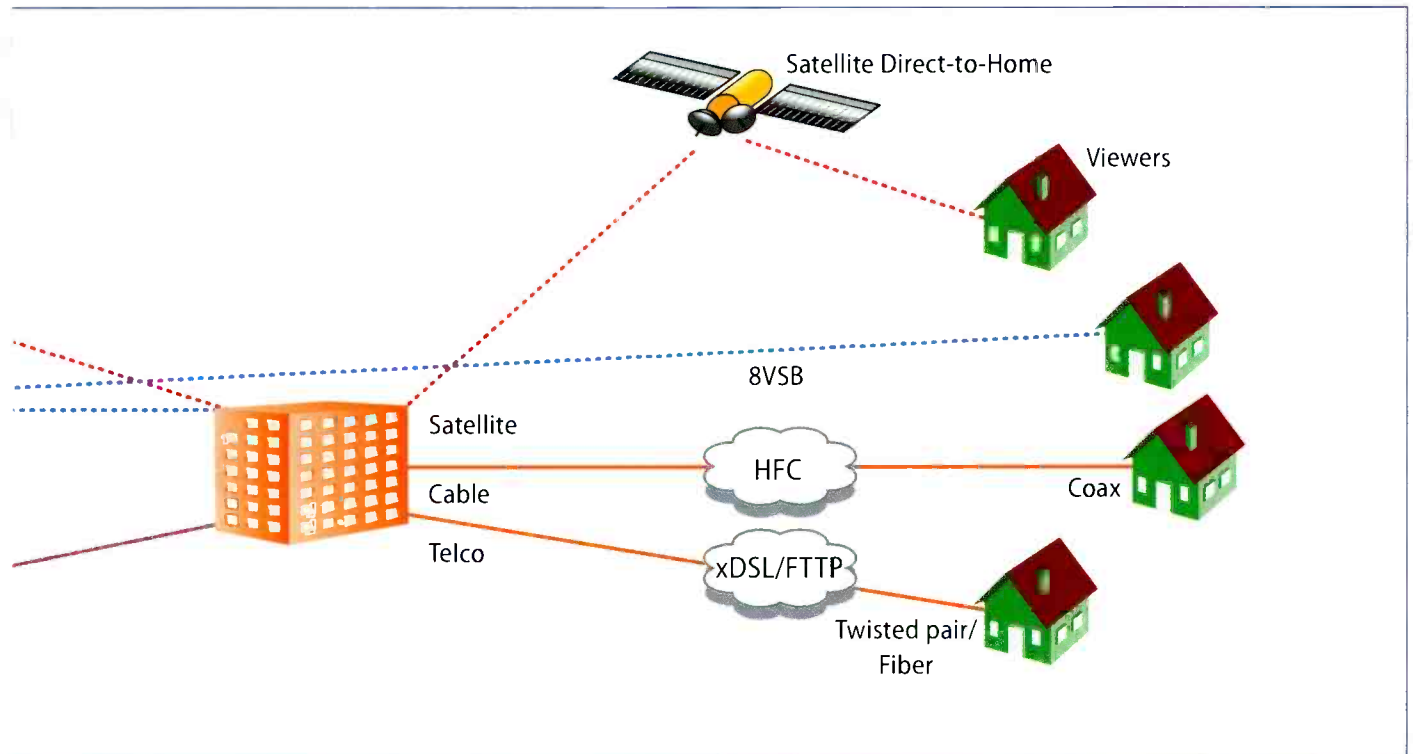 Satellite Direct-to-Home
Viewers
8VSB
Satellite
HFC
Cable
Coax
Telco
xDSL/FTTP
Twisted pair/
Fiber